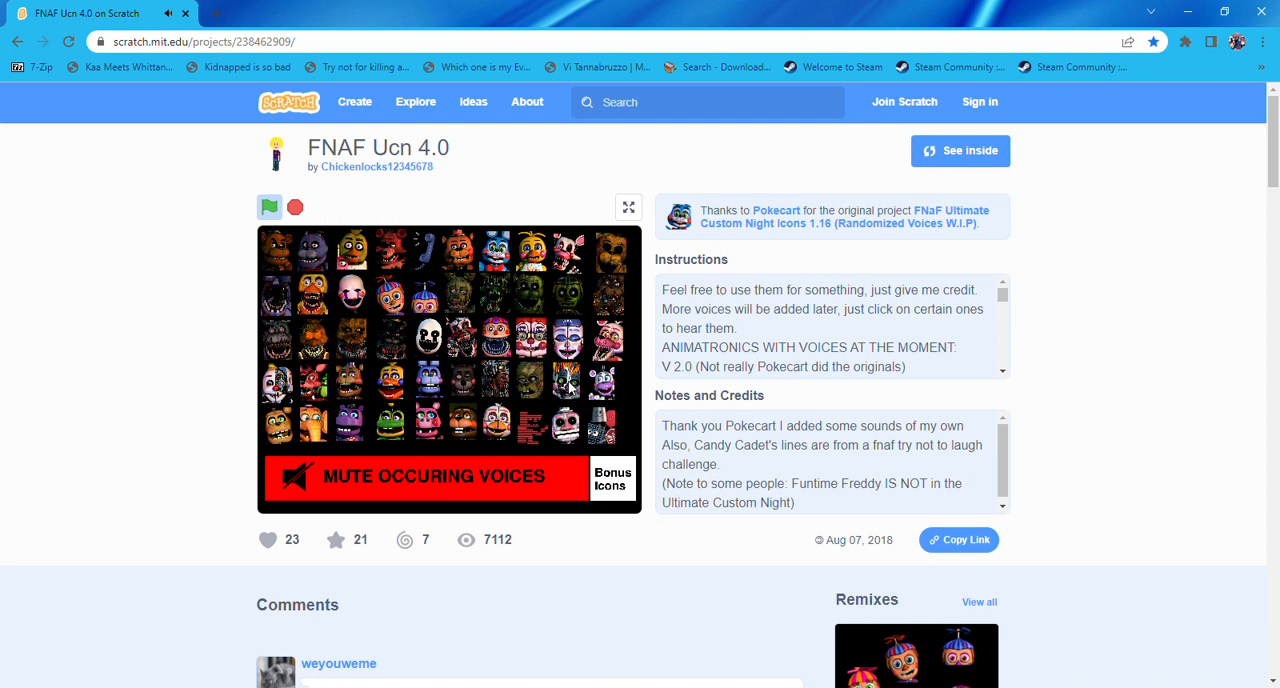 FNAF Ucn 4.0 on Scratch
scratch.mit.edu/projects/238462909/
7-Zip Kaa Meets Whittan... Kidnapped is so bad Try not for killing a... Which one is my Ev... Vi Tannabruzzo | M... Search - Download... Welcome to Steam Steam Community :... Steam Community :... »
SCRATCH Create Explore Ideas About Search Join Scratch Sign in
FNAF Ucn 4.0
by Chickenlocks12345678
See inside
Thanks to Pokecart for the original project FNaF Ultimate
Custom Night Icons 1.16 (Randomized Voices W.I.P).
Instructions
Feel free to use them for something, just give me credit.
More voices will be added later, just click on certain ones
to hear them.
ANIMATRONICS WITH VOICES AT THE MOMENT:
V 2.0 (Not really Pokecart did the originals)
Notes and Credits
Thank you Pokecart I added some sounds of my own
Also, Candy Cadet's lines are from a fnaf try not to laugh
challenge.
(Note to some people: Funtime Freddy IS NOT in the
Ultimate Custom Night)
MUTE OCCURING VOICES
Bonus
Icons
23 21 7 7112
© Aug 07, 2018
Copy Link
Comments
Remixes
View all
weyouweme